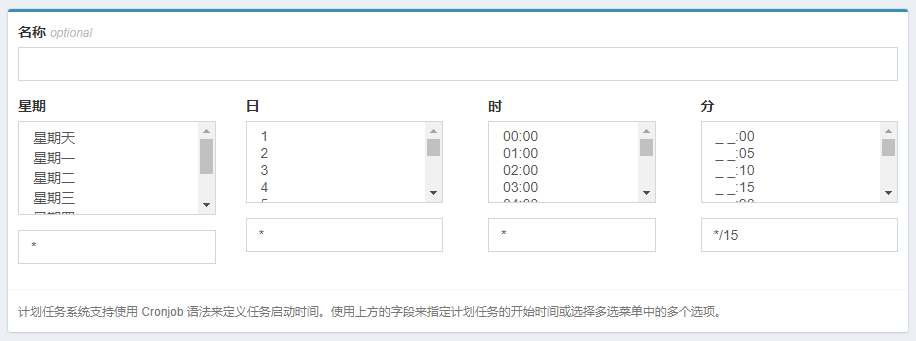 名称 optional
星期
日
时
分
星期天
星期一
星期二
星期三
1
2
3
4
00:00
01:00
02:00
03:00
_ _:00
_ _:05
_ _:10
_ _:15
*
*
*
*/15
计划任务系统支持使用 Cronjob 语法来定义任务启动时间。使用上方的字段来指定计划任务的开始时间或选择多选菜单中的多个选项。